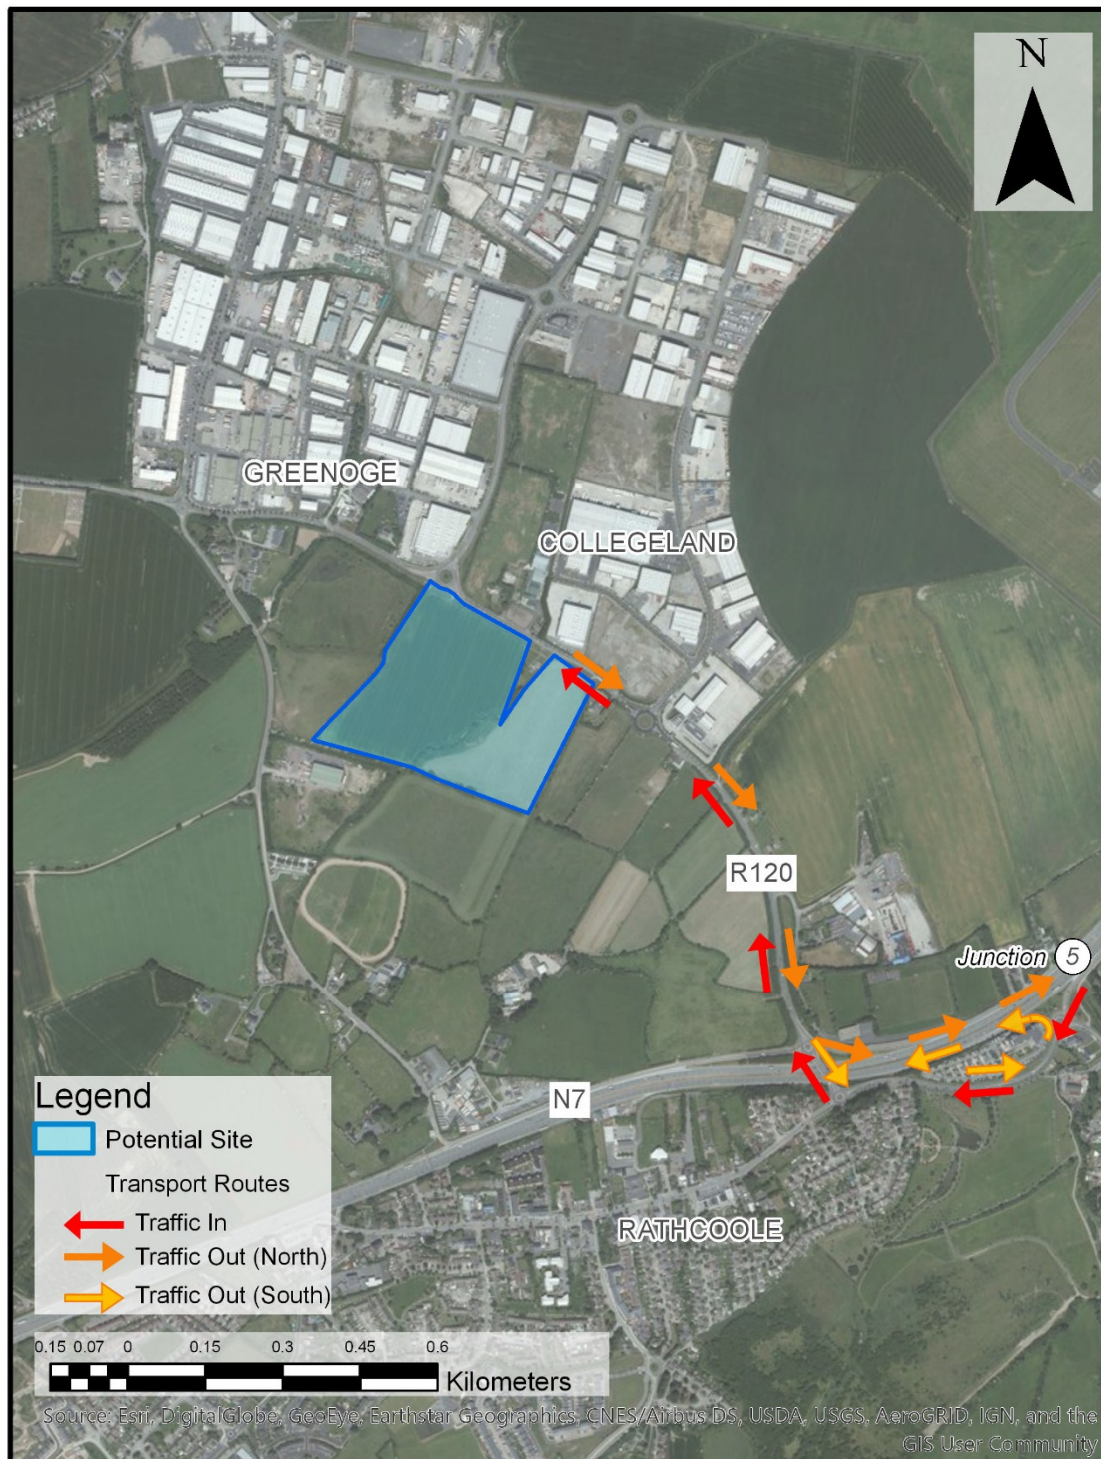 N
GREENOGE
COLLEGELAND
R120
Junction 5
N7
RATHCOOLE
Legend
Potential Site
Transport Routes
Traffic In
Traffic Out (North)
Traffic Out (South)
0.15 0.07 0 0.15 0.3 0.45 0.6
Kilometers
Source: Esri, DigitalGlobe, GeoEye, Earthstar Geographics, CNES/Airbus DS, USDA, USGS, AeroGRID, IGN, and the
GIS User Community